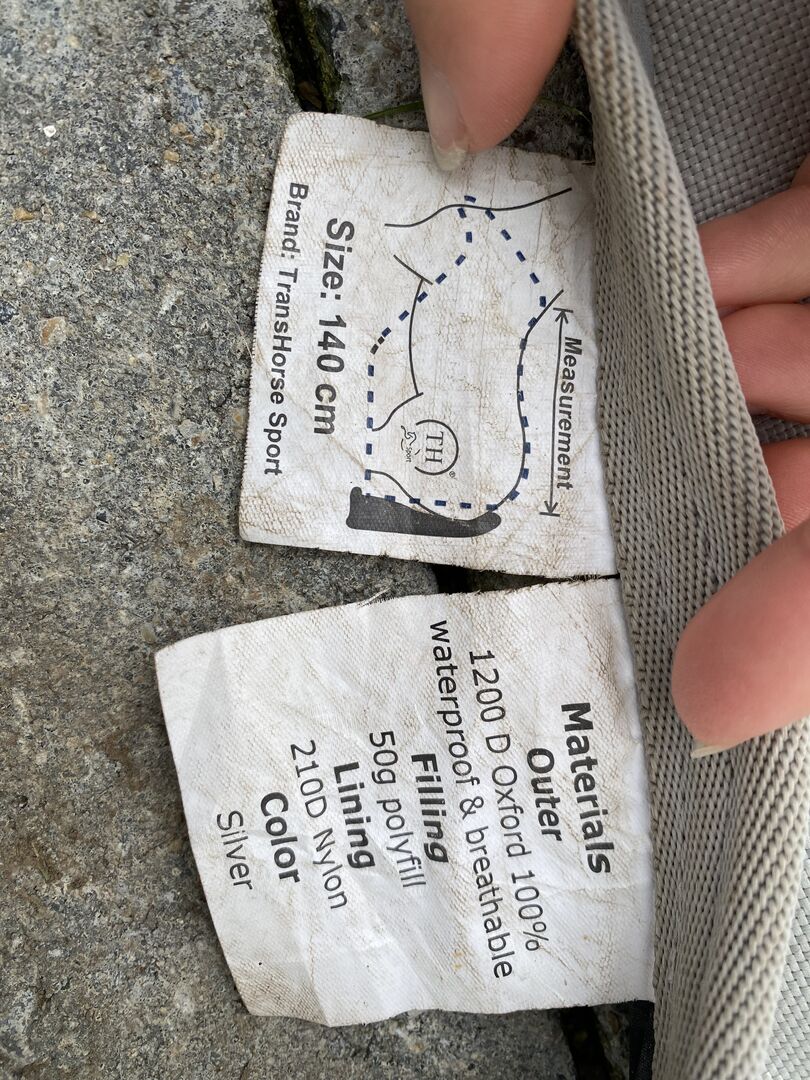 Measurement
TH®
Sport
Size: 140 cm
Brand: TransHorse Sport
Materials
Outer
1200 D Oxford 100%
waterproof & breathable
Filling
50g polyfill
Lining
210D Nylon
Color
Silver